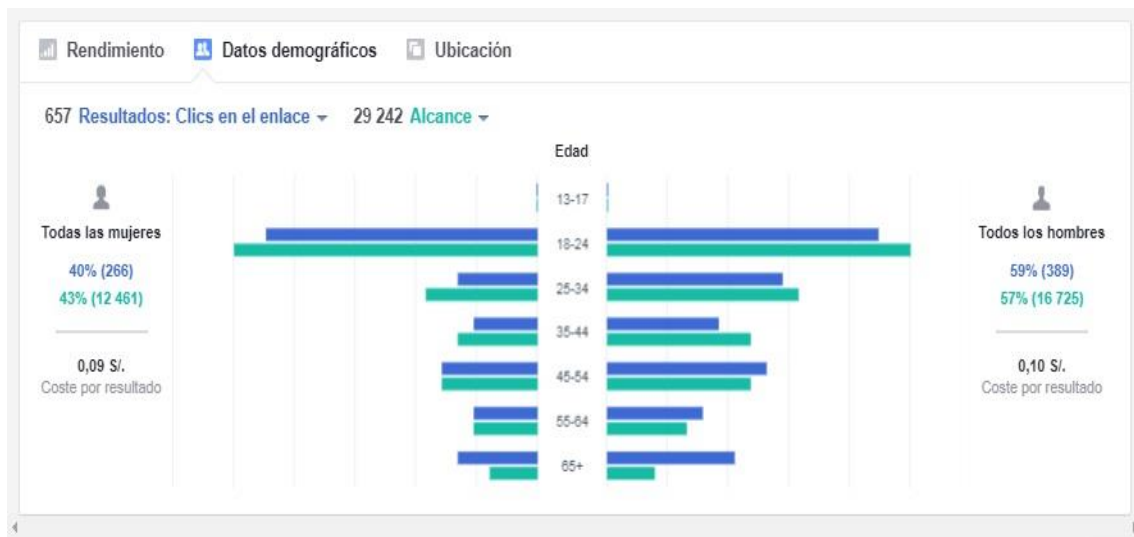 Rendimiento Datos demográficos Ubicación
657 Resultados: Clics en el enlace 29 242 Alcance
Edad
Todas las mujeres
40% (266)
43% (12 461)
0,09 S/.
Coste por resultado
13-17
18-24
25-34
35-44
45-54
55-64
65+
Todos los hombres
59% (389)
57% (16 725)
0,10 S/.
Coste por resultado